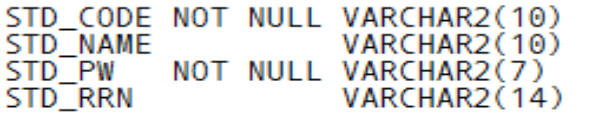 STD_CODE NOT NULL VARCHAR2(10)
STD_NAME          VARCHAR2(10)
STD_PW   NOT NULL VARCHAR2(7)
STD_RRN           VARCHAR2(14)